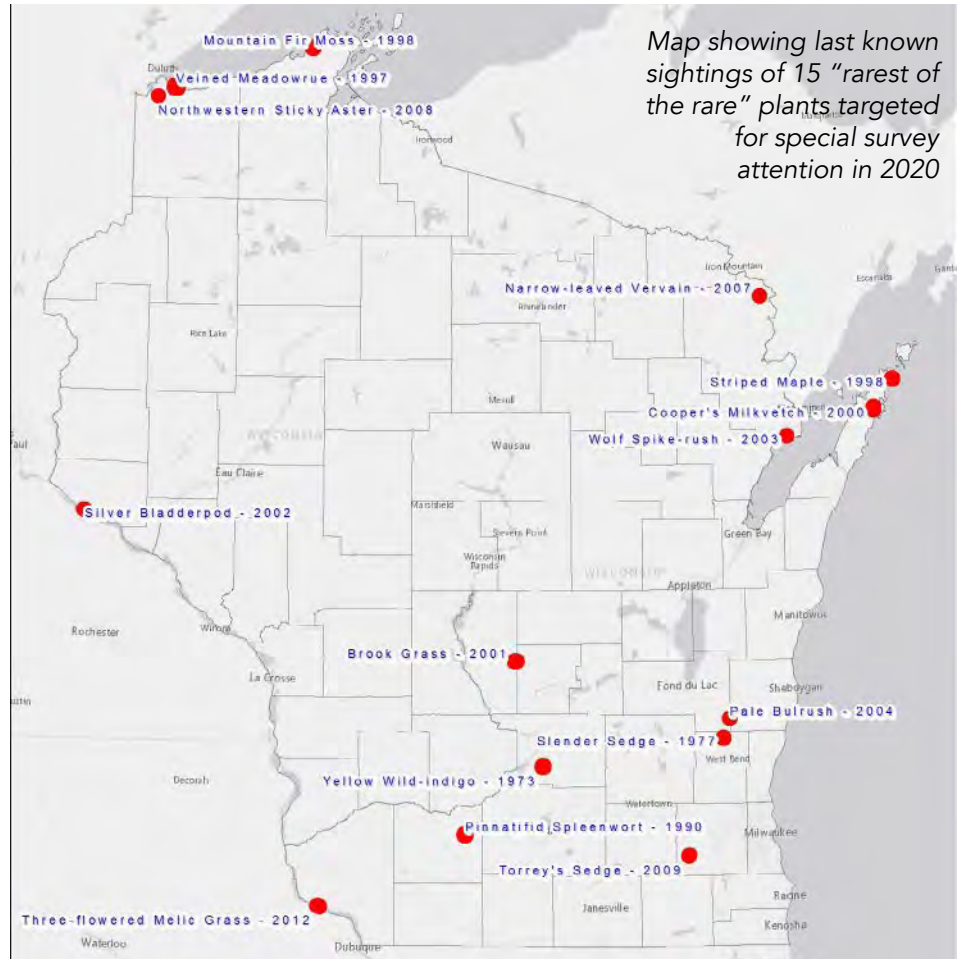 Map showing last known
sightings of 15 “rarest of
the rare” plants targeted
for special survey
attention in 2020
Mountain Fir Moss - 1998
Duluth
Veined Meadowrue - 1997
Northwestern Sticky Aster - 2008
Ironwood
Iron Mountain
Escanaba
Narrow-leaved Vervain - 2007
Rhinelander
Rice Lake
Striped Maple - 1998
Merrill
Cooper's Milkvetch - 2000
Wisconsin
Wausau
Wolf Spike-rush - 2003
Paul
Eau Claire
Marshfield
Silver Bladderpod - 2002
Stevens Point
Green Bay
Wisconsin
Rapids
Wisconsin
Appleton
Manitowoc
Rochester
Winona
Brook Grass - 2001
La Crosse
Fond du Lac
Sheboygan
Pale Bulrush - 2004
Slender Sedge - 1977
West Bend
Decorah
Yellow Wild-indigo - 1973
Watertown
Pinnatifid Spleenwort - 1990
Milwaukee
Torrey's Sedge - 2009
Racine
Janesville
Three-flowered Melic Grass - 2012
Kenosha
Waterloo
Dubuque